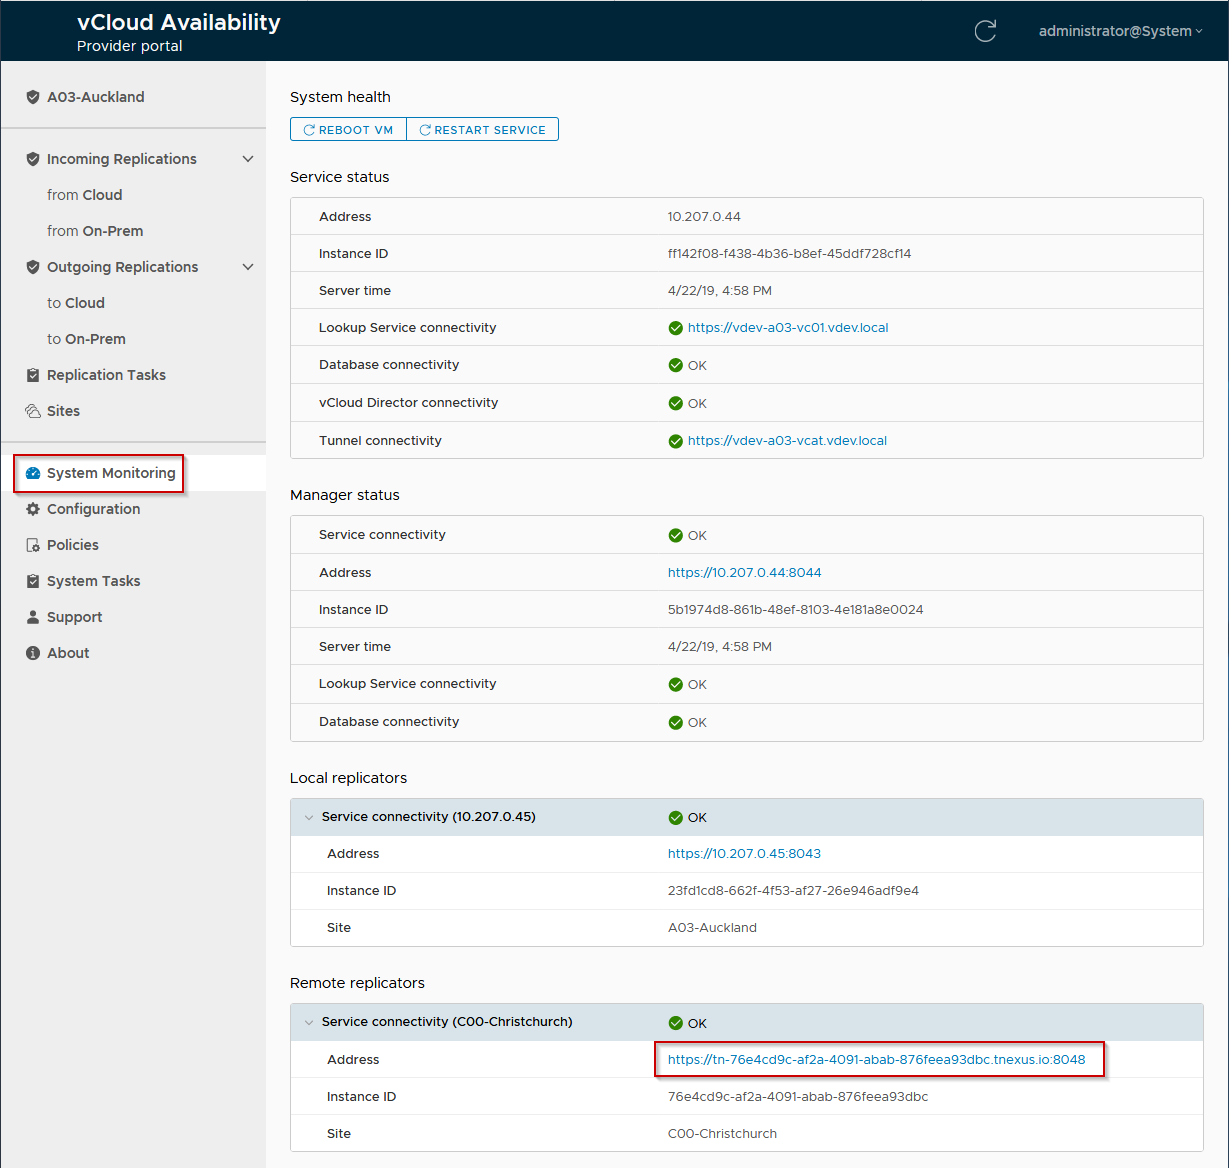 vCloud Availability
Provider portal
administrator@System
A03-Auckland
Incoming Replications
from Cloud
from On-Prem
Outgoing Replications
to Cloud
to On-Prem
Replication Tasks
Sites
System Monitoring
Configuration
Policies
System Tasks
Support
About
System health
REBOOT VM RESTART SERVICE
Service status
Address 10.207.0.44
Instance ID ff142f08-f438-4b36-b8ef-45ddf728cf14
Server time 4/22/19, 4:58 PM
Lookup Service connectivity https://vdev-a03-vc01.vdev.local
Database connectivity OK
vCloud Director connectivity OK
Tunnel connectivity https://vdev-a03-vcat.vdev.local
Manager status
Service connectivity OK
Address https://10.207.0.44:8044
Instance ID 5b1974d8-861b-48ef-8103-4e181a8e0024
Server time 4/22/19, 4:58 PM
Lookup Service connectivity OK
Database connectivity OK
Local replicators
Service connectivity (10.207.0.45) OK
Address https://10.207.0.45:8043
Instance ID 23fd1cd8-662f-4f53-af27-26e946adf9e4
Site A03-Auckland
Remote replicators
Service connectivity (C00-Christchurch) OK
Address https://tn-76e4cd9c-af2a-4091-abab-876feea93dbc.tnexus.io:8048
Instance ID 76e4cd9c-af2a-4091-abab-876feea93dbc
Site C00-Christchurch